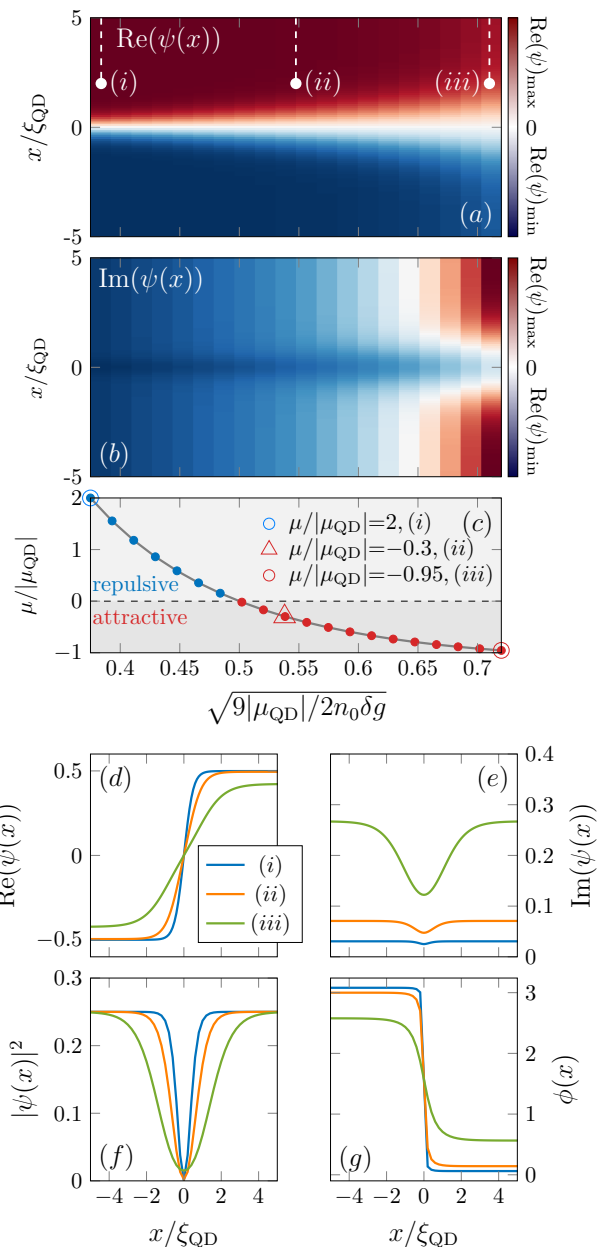 Re(ψ(x))
(i)
(ii)
(iii)
(a)
x/ξQD
5
0
-5
Re(ψ)max
0
Re(ψ)min
Im(ψ(x))
(b)
x/ξQD
5
0
-5
Re(ψ)max
0
Re(ψ)min
μ/|μQD|
2
1
0
−1
repulsive
attractive
μ/|μQD|=2, (i)
μ/|μQD|=−0.3, (ii)
μ/|μQD|=−0.95, (iii)
(c)
0.4 0.45 0.5 0.55 0.6 0.65 0.7
√9|μQD|/2n0δg
Re(ψ(x))
0.5
0
−0.5
(d)
(i)
(ii)
(iii)
(e)
0.4
0.3
0.2
0.1
0
Im(ψ(x))
|ψ(x)|²
0.3
0.2
0.1
0
(f)
−4 −2 0 2 4
x/ξQD
(g)
3
2
1
0
ϕ(x)
−4 −2 0 2 4
x/ξQD